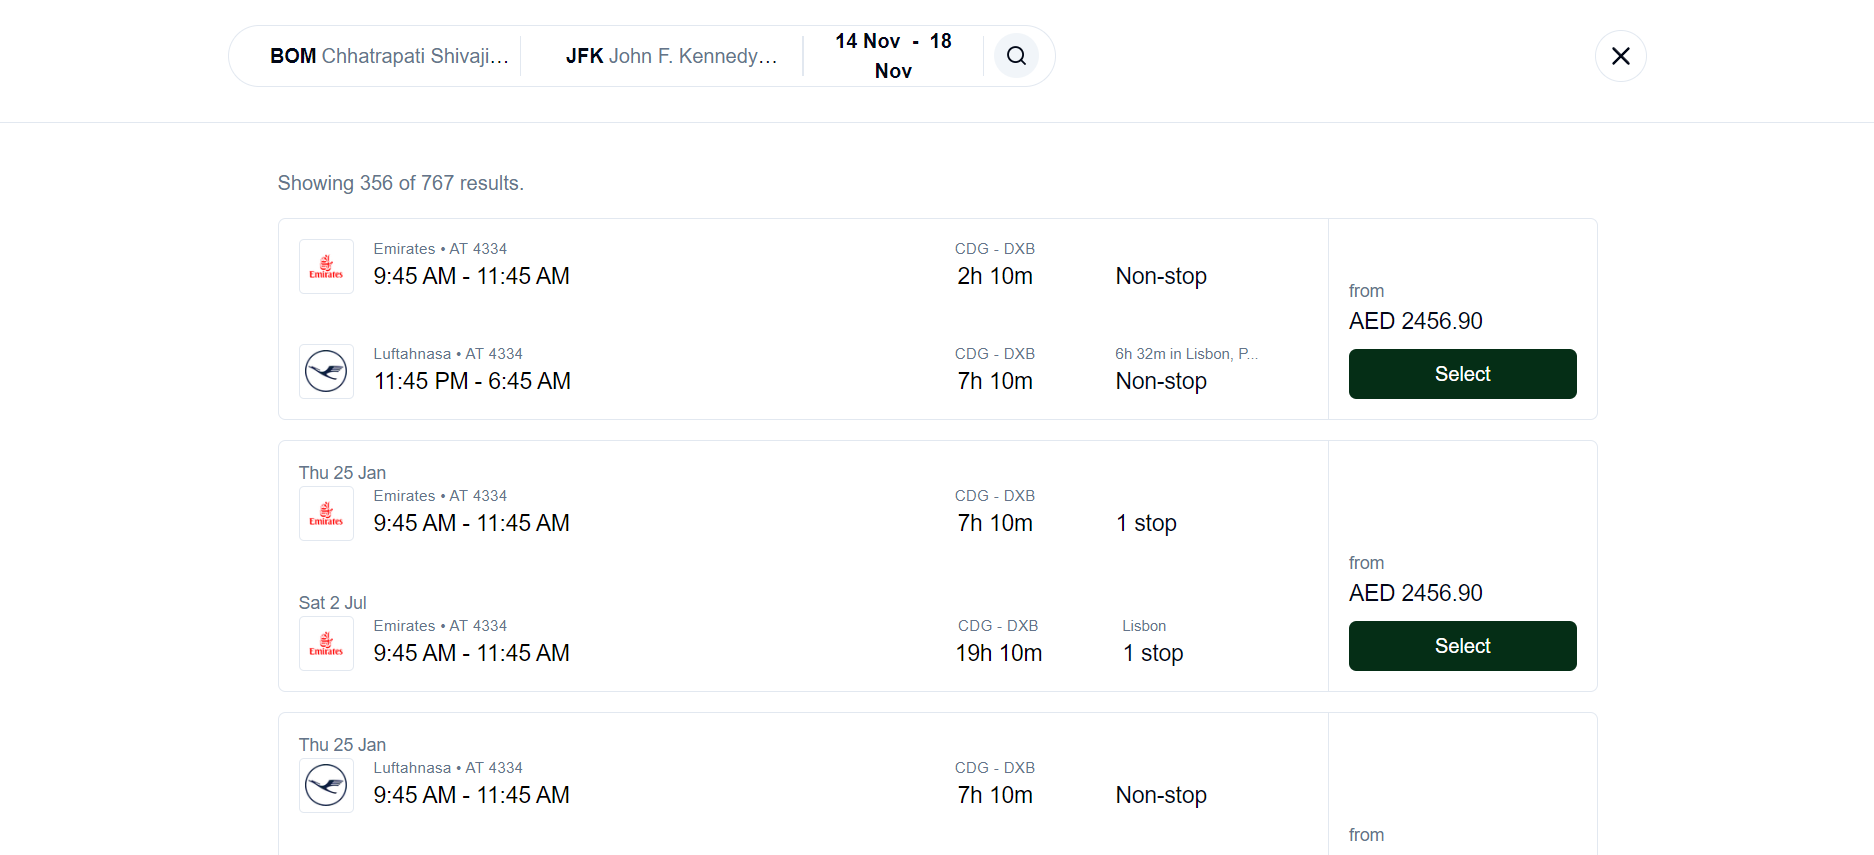 BOM Chhatrapati Shivaji...
JFK John F. Kennedy...
14 Nov - 18
Nov
Showing 356 of 767 results.
Emirates • AT 4334
9:45 AM - 11:45 AM
CDG - DXB
2h 10m
Non-stop
Emirates
Luftahnasa • AT 4334
11:45 PM - 6:45 AM
CDG - DXB
7h 10m
6h 32m in Lisbon, P...
Non-stop
from
AED 2456.90
Select
Thu 25 Jan
Emirates • AT 4334
9:45 AM - 11:45 AM
CDG - DXB
7h 10m
1 stop
Emirates
Sat 2 Jul
Emirates • AT 4334
9:45 AM - 11:45 AM
CDG - DXB
19h 10m
Lisbon
1 stop
Emirates
from
AED 2456.90
Select
Thu 25 Jan
Luftahnasa • AT 4334
9:45 AM - 11:45 AM
CDG - DXB
7h 10m
Non-stop
from